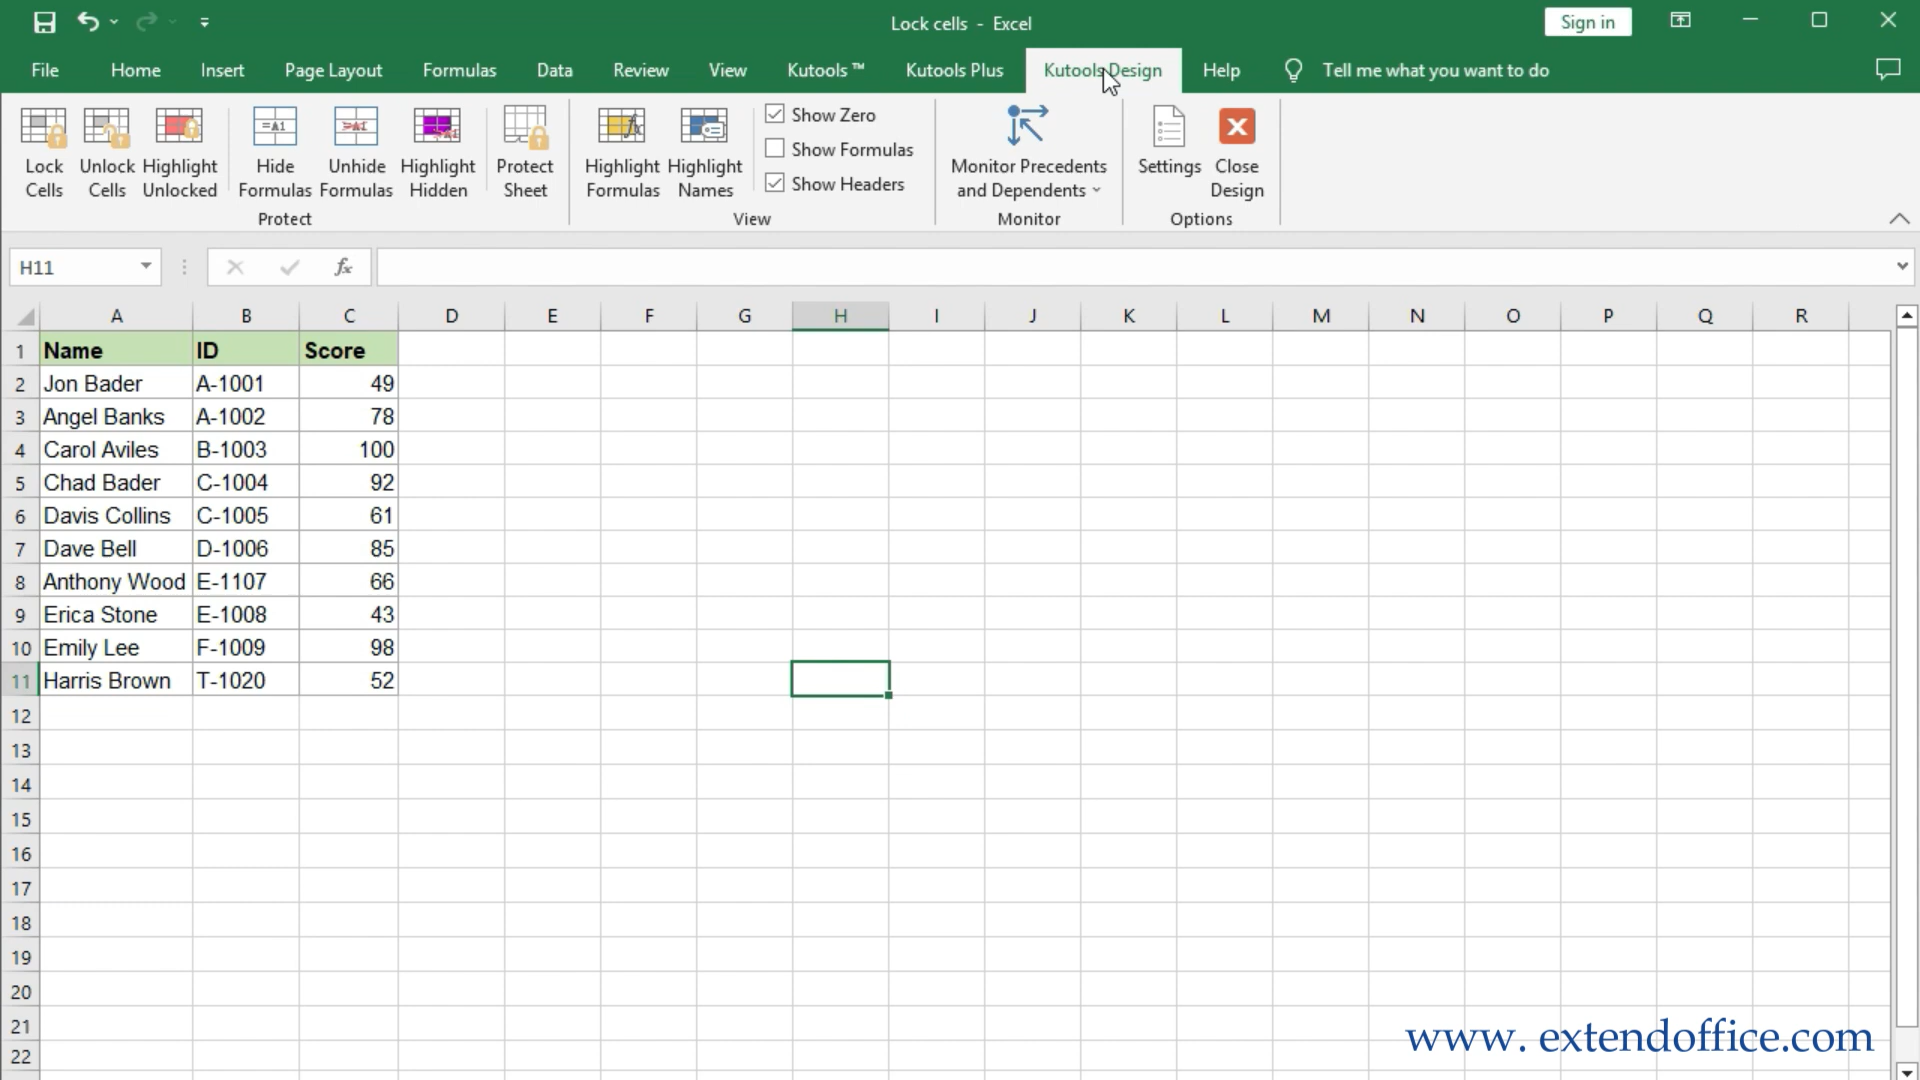 Lock cells - Excel
Sign in
File Home Insert Page Layout Formulas Data Review View Kutools™ Kutools Plus Kutools Design Help Tell me what you want to do
Lock Cells
Unlock Cells
Highlight Unlocked
Hide Formulas
Unhide Formulas
Highlight Hidden
Protect Sheet
Protect
Highlight Formulas
Highlight Names
Show Zero
Show Formulas
Show Headers
View
Monitor Precedents and Dependents
Monitor
Settings
Close Design
Options
H11 fx
A B C D E F G H I J K L M N O P Q R
1 Name ID Score
2 Jon Bader A-1001 49
3 Angel Banks A-1002 78
4 Carol Aviles B-1003 100
5 Chad Bader C-1004 92
6 Davis Collins C-1005 61
7 Dave Bell D-1006 85
8 Anthony Wood E-1107 66
9 Erica Stone E-1008 43
10 Emily Lee F-1009 98
11 Harris Brown T-1020 52
12
13
14
15
16
17
18
19
20
21
22
www. extendoffice.com